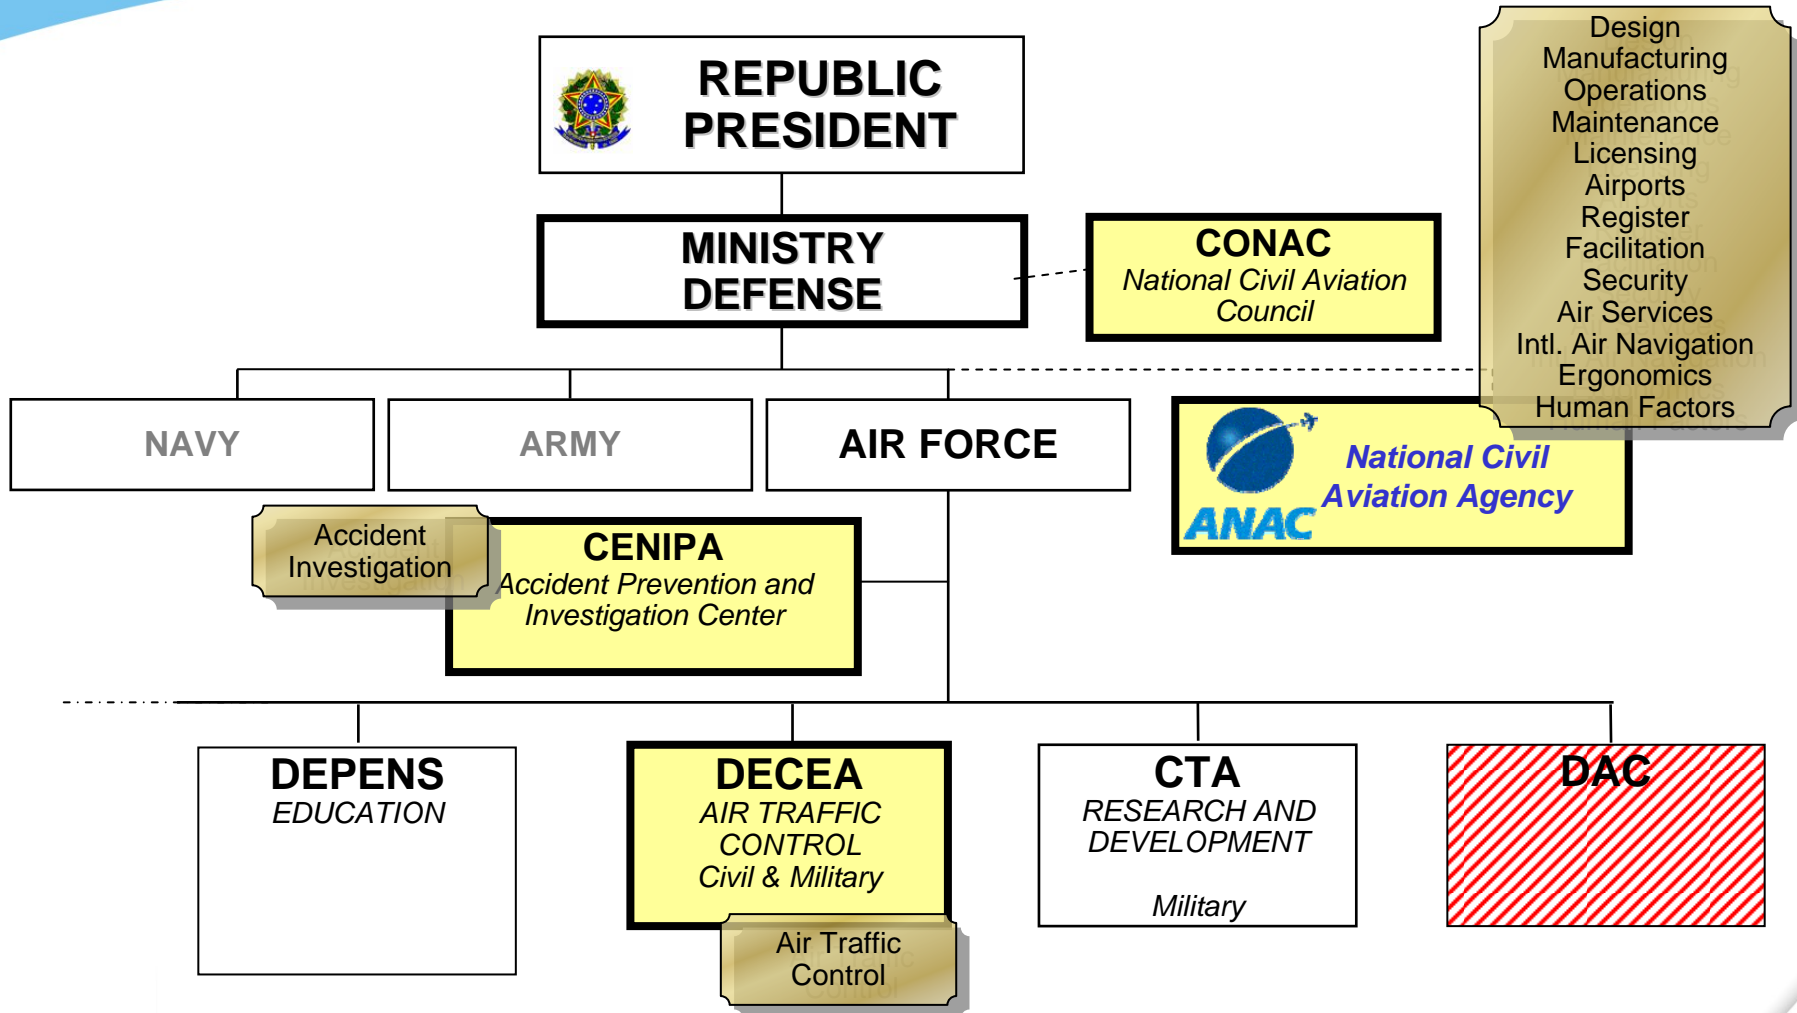 REPUBLIC
PRESIDENT
MINISTRY
DEFENSE
CONAC
National Civil Aviation
Council
Design
Manufacturing
Operations
Maintenance
Licensing
Airports
Register
Facilitation
Security
Air Services
Intl. Air Navigation
Ergonomics
Human Factors
NAVY
ARMY
AIR FORCE
ANAC
National Civil
Aviation Agency
Accident
Investigation
CENIPA
Accident Prevention and
Investigation Center
DEPENS
EDUCATION
DECEA
AIR TRAFFIC
CONTROL
Civil & Military
Air Traffic
Control
CTA
RESEARCH AND
DEVELOPMENT
Military
DAC